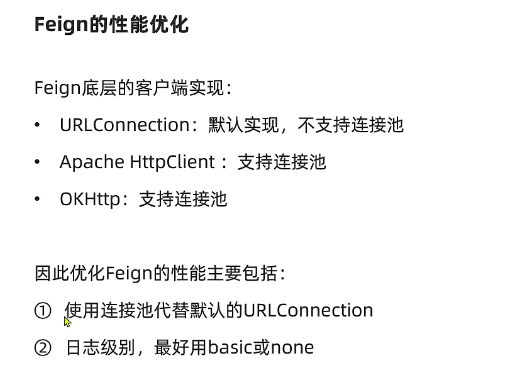 Feign的性能优化
Feign底层的客户端实现：
• URLConnection：默认实现，不支持连接池
• Apache HttpClient ：支持连接池
• OKHttp：支持连接池
因此优化Feign的性能主要包括：
① 使用连接池代替默认的URLConnection
② 日志级别，最好用basic或none